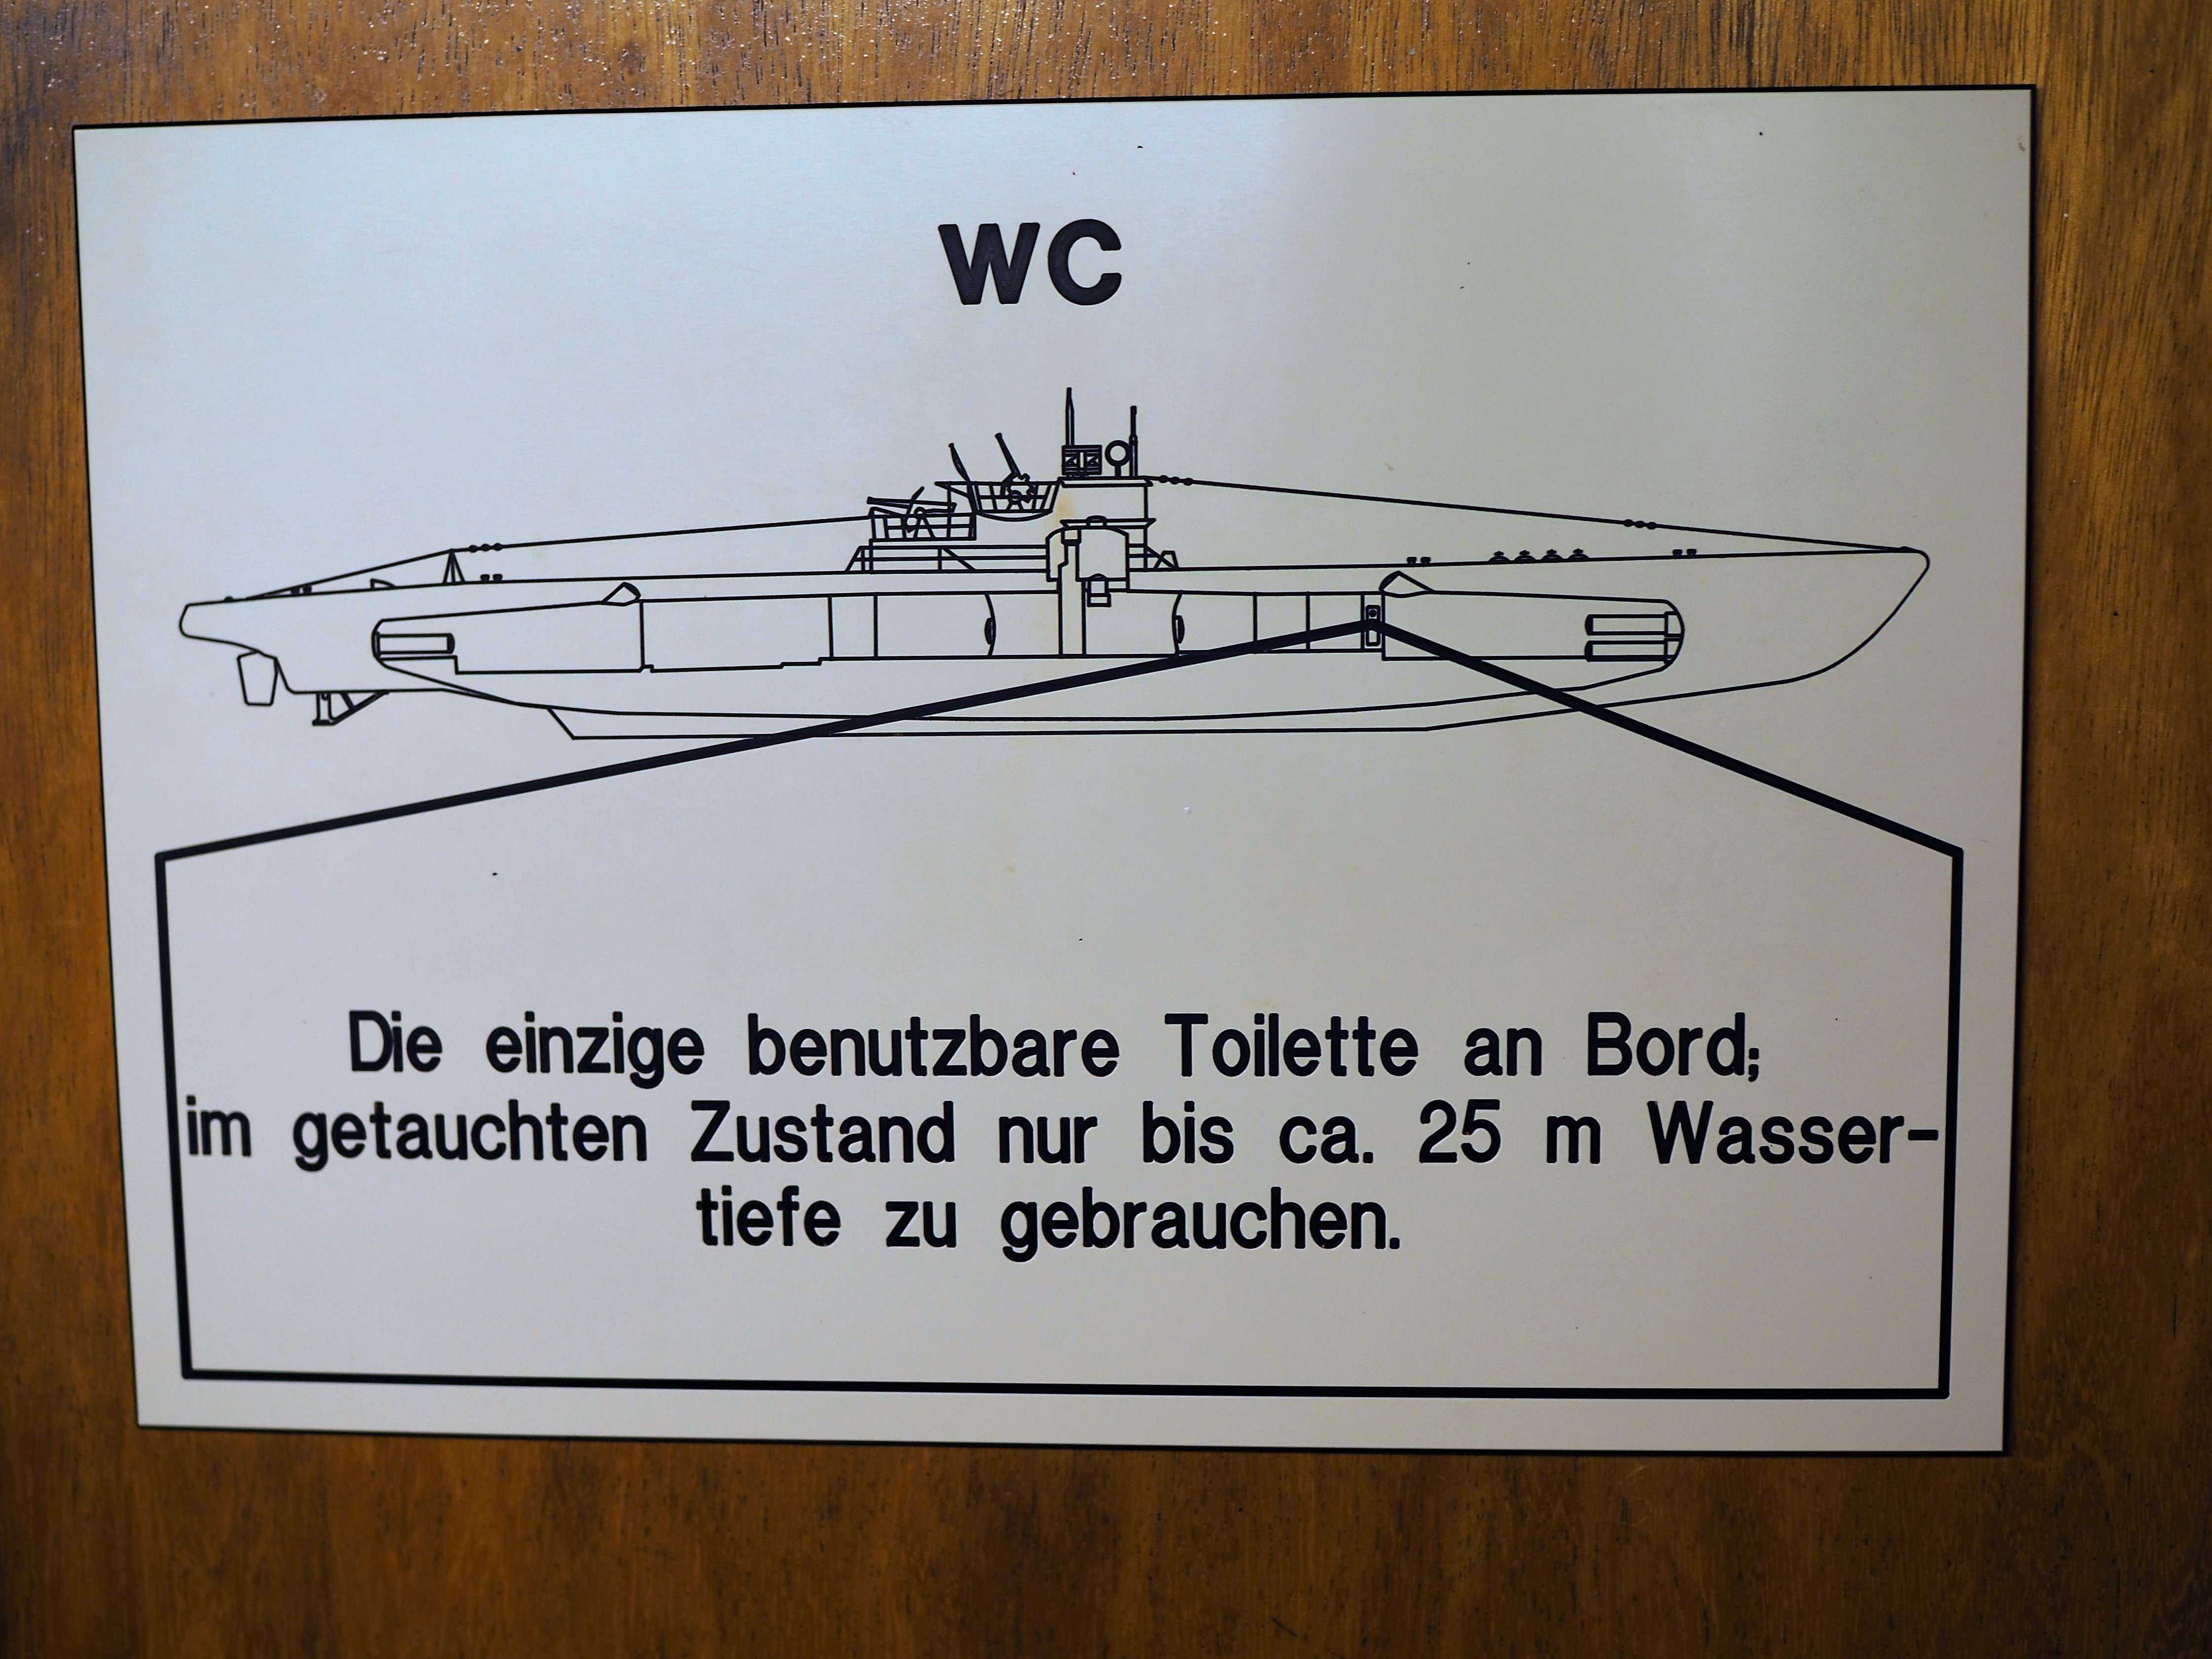 WC
Die einzige benutzbare Toilette an Bord;
im getauchten Zustand nur bis ca. 25 m Wasser-
tiefe zu gebrauchen.